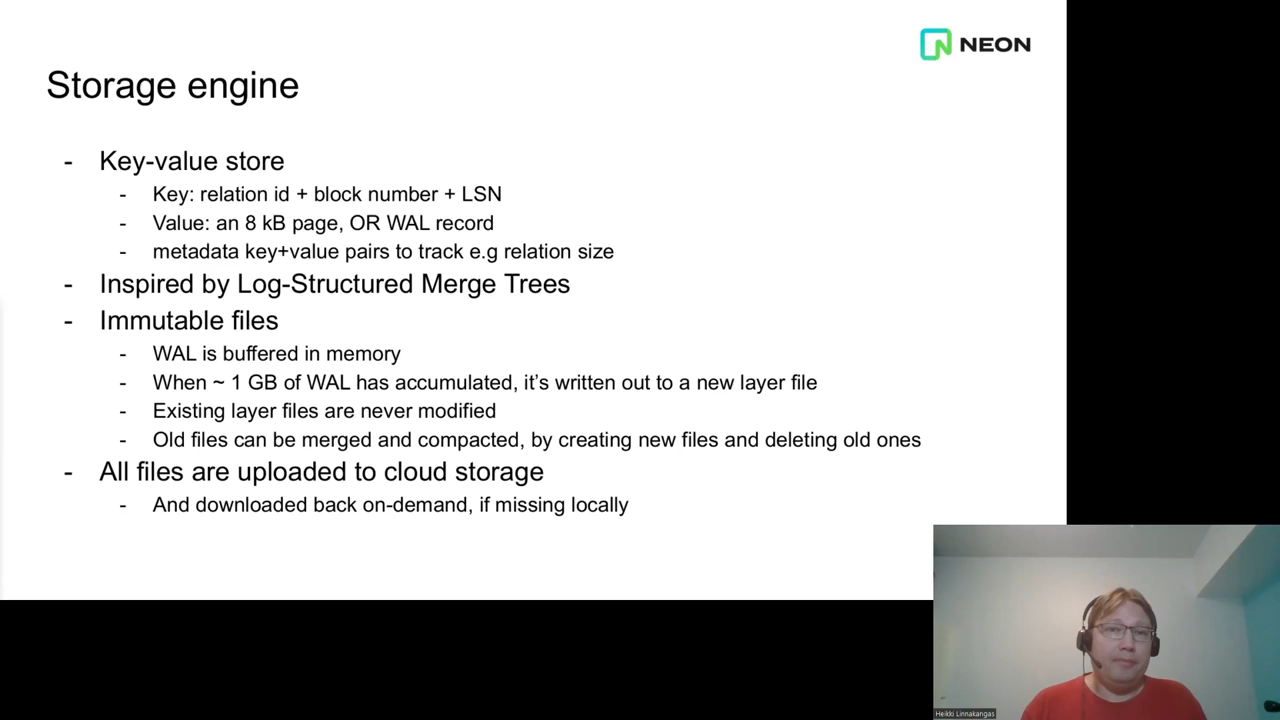 NEON
Storage engine
- Key-value store
- Key: relation id + block number + LSN
- Value: an 8 kB page, OR WAL record
- metadata key+value pairs to track e.g relation size
- Inspired by Log-Structured Merge Trees
- Immutable files
- WAL is buffered in memory
- When ~ 1 GB of WAL has accumulated, it’s written out to a new layer file
- Existing layer files are never modified
- Old files can be merged and compacted, by creating new files and deleting old ones
- All files are uploaded to cloud storage
- And downloaded back on-demand, if missing locally
Heikki Linnakangas